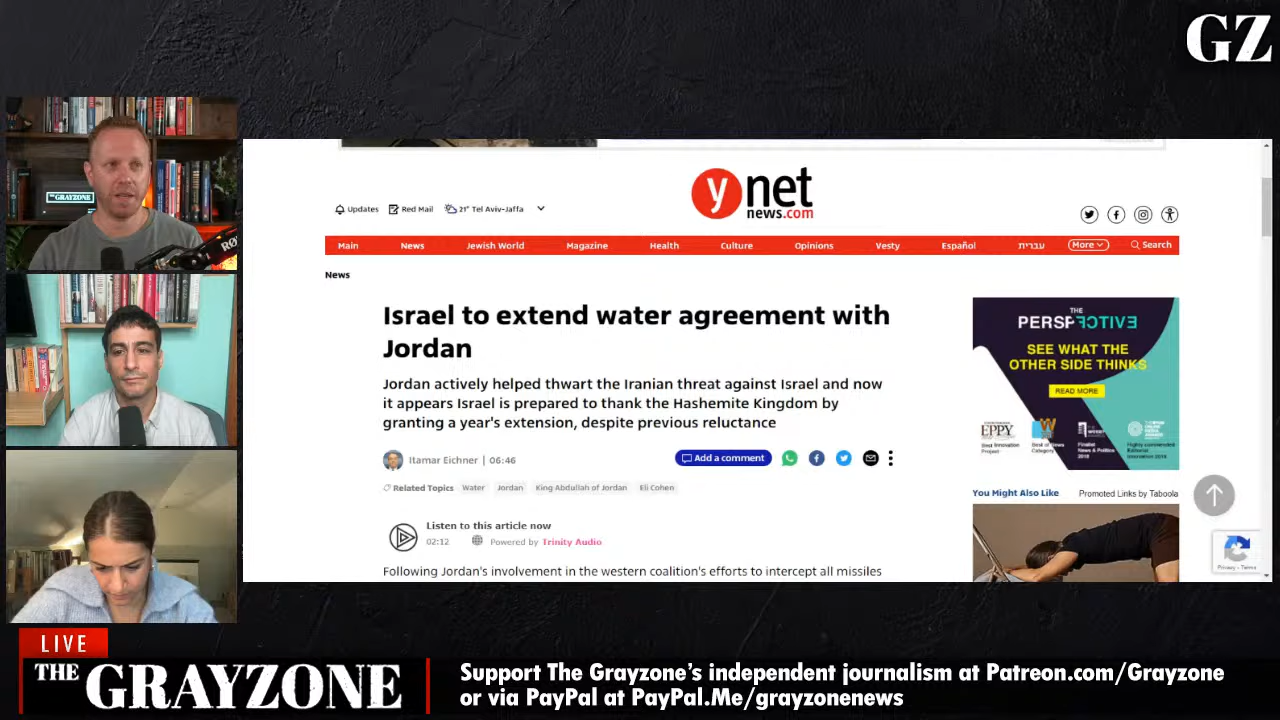 GZ
THE GRAYZONE
y net
news.com
Updates
Red Mail
21° Tel Aviv-Jaffa
Main
News
Jewish World
Magazine
Health
Culture
Opinions
Vesty
Español
עברית
More
Search
News
Israel to extend water agreement with
Jordan
Jordan actively helped thwart the Iranian threat against Israel and now
it appears Israel is prepared to thank the Hashemite Kingdom by
granting a year's extension, despite previous reluctance
Itamar Eichner | 06:46
Add a comment
Related Topics
Water
Jordan
King Abdullah of Jordan
Eli Cohen
Listen to this article now
02:12
Powered by Trinity Audio
Following Jordan's involvement in the western coalition's efforts to intercept all missiles
THE
PERSPECTIVE
SEE WHAT THE
OTHER SIDE THINKS
READ MORE
EPPY
You Might Also Like
Promoted Links by Taboola
Privacy - Terms
LIVE
THE GRAYZONE
Support The Grayzone's independent journalism at Patreon.com/Grayzone
or via PayPal at PayPal.Me/grayzonenews